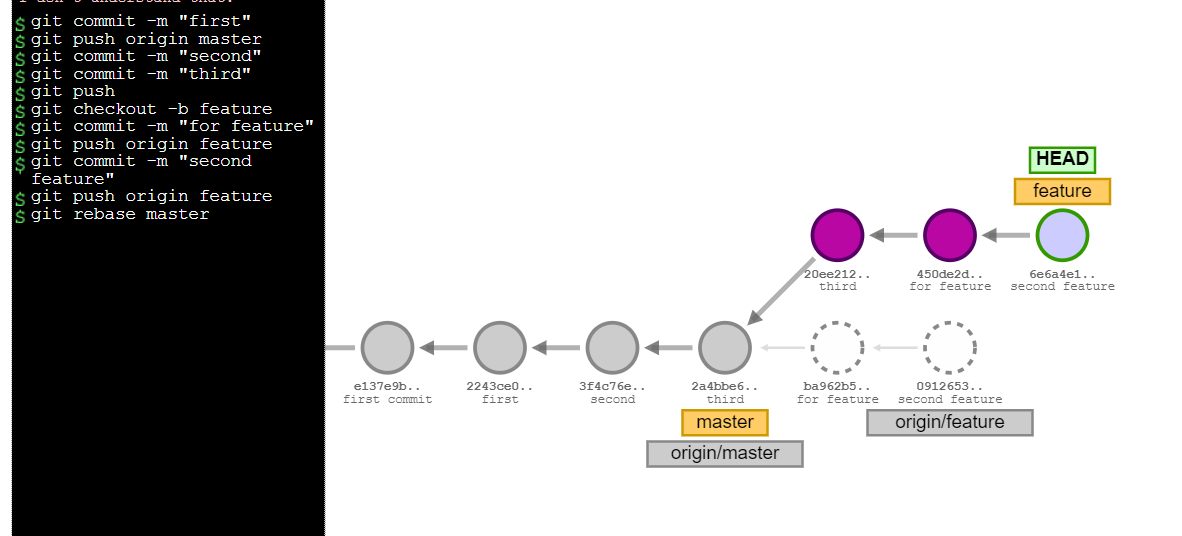 $ git commit -m "first"
$ git push origin master
$ git commit -m "second"
$ git commit -m "third"
$ git push
$ git checkout -b feature
$ git commit -m "for feature"
$ git push origin feature
$ git commit -m "second
feature"
$ git push origin feature
$ git rebase master
HEAD
feature
20ee212.. 450de2d.. 6e6a4e1..
third for feature second feature
e137e9b.. 2243ce0.. 3f4c76e.. 2a4bbe6.. ba962b5.. 0912653..
first commit first second third for feature second feature
master origin/feature
origin/master